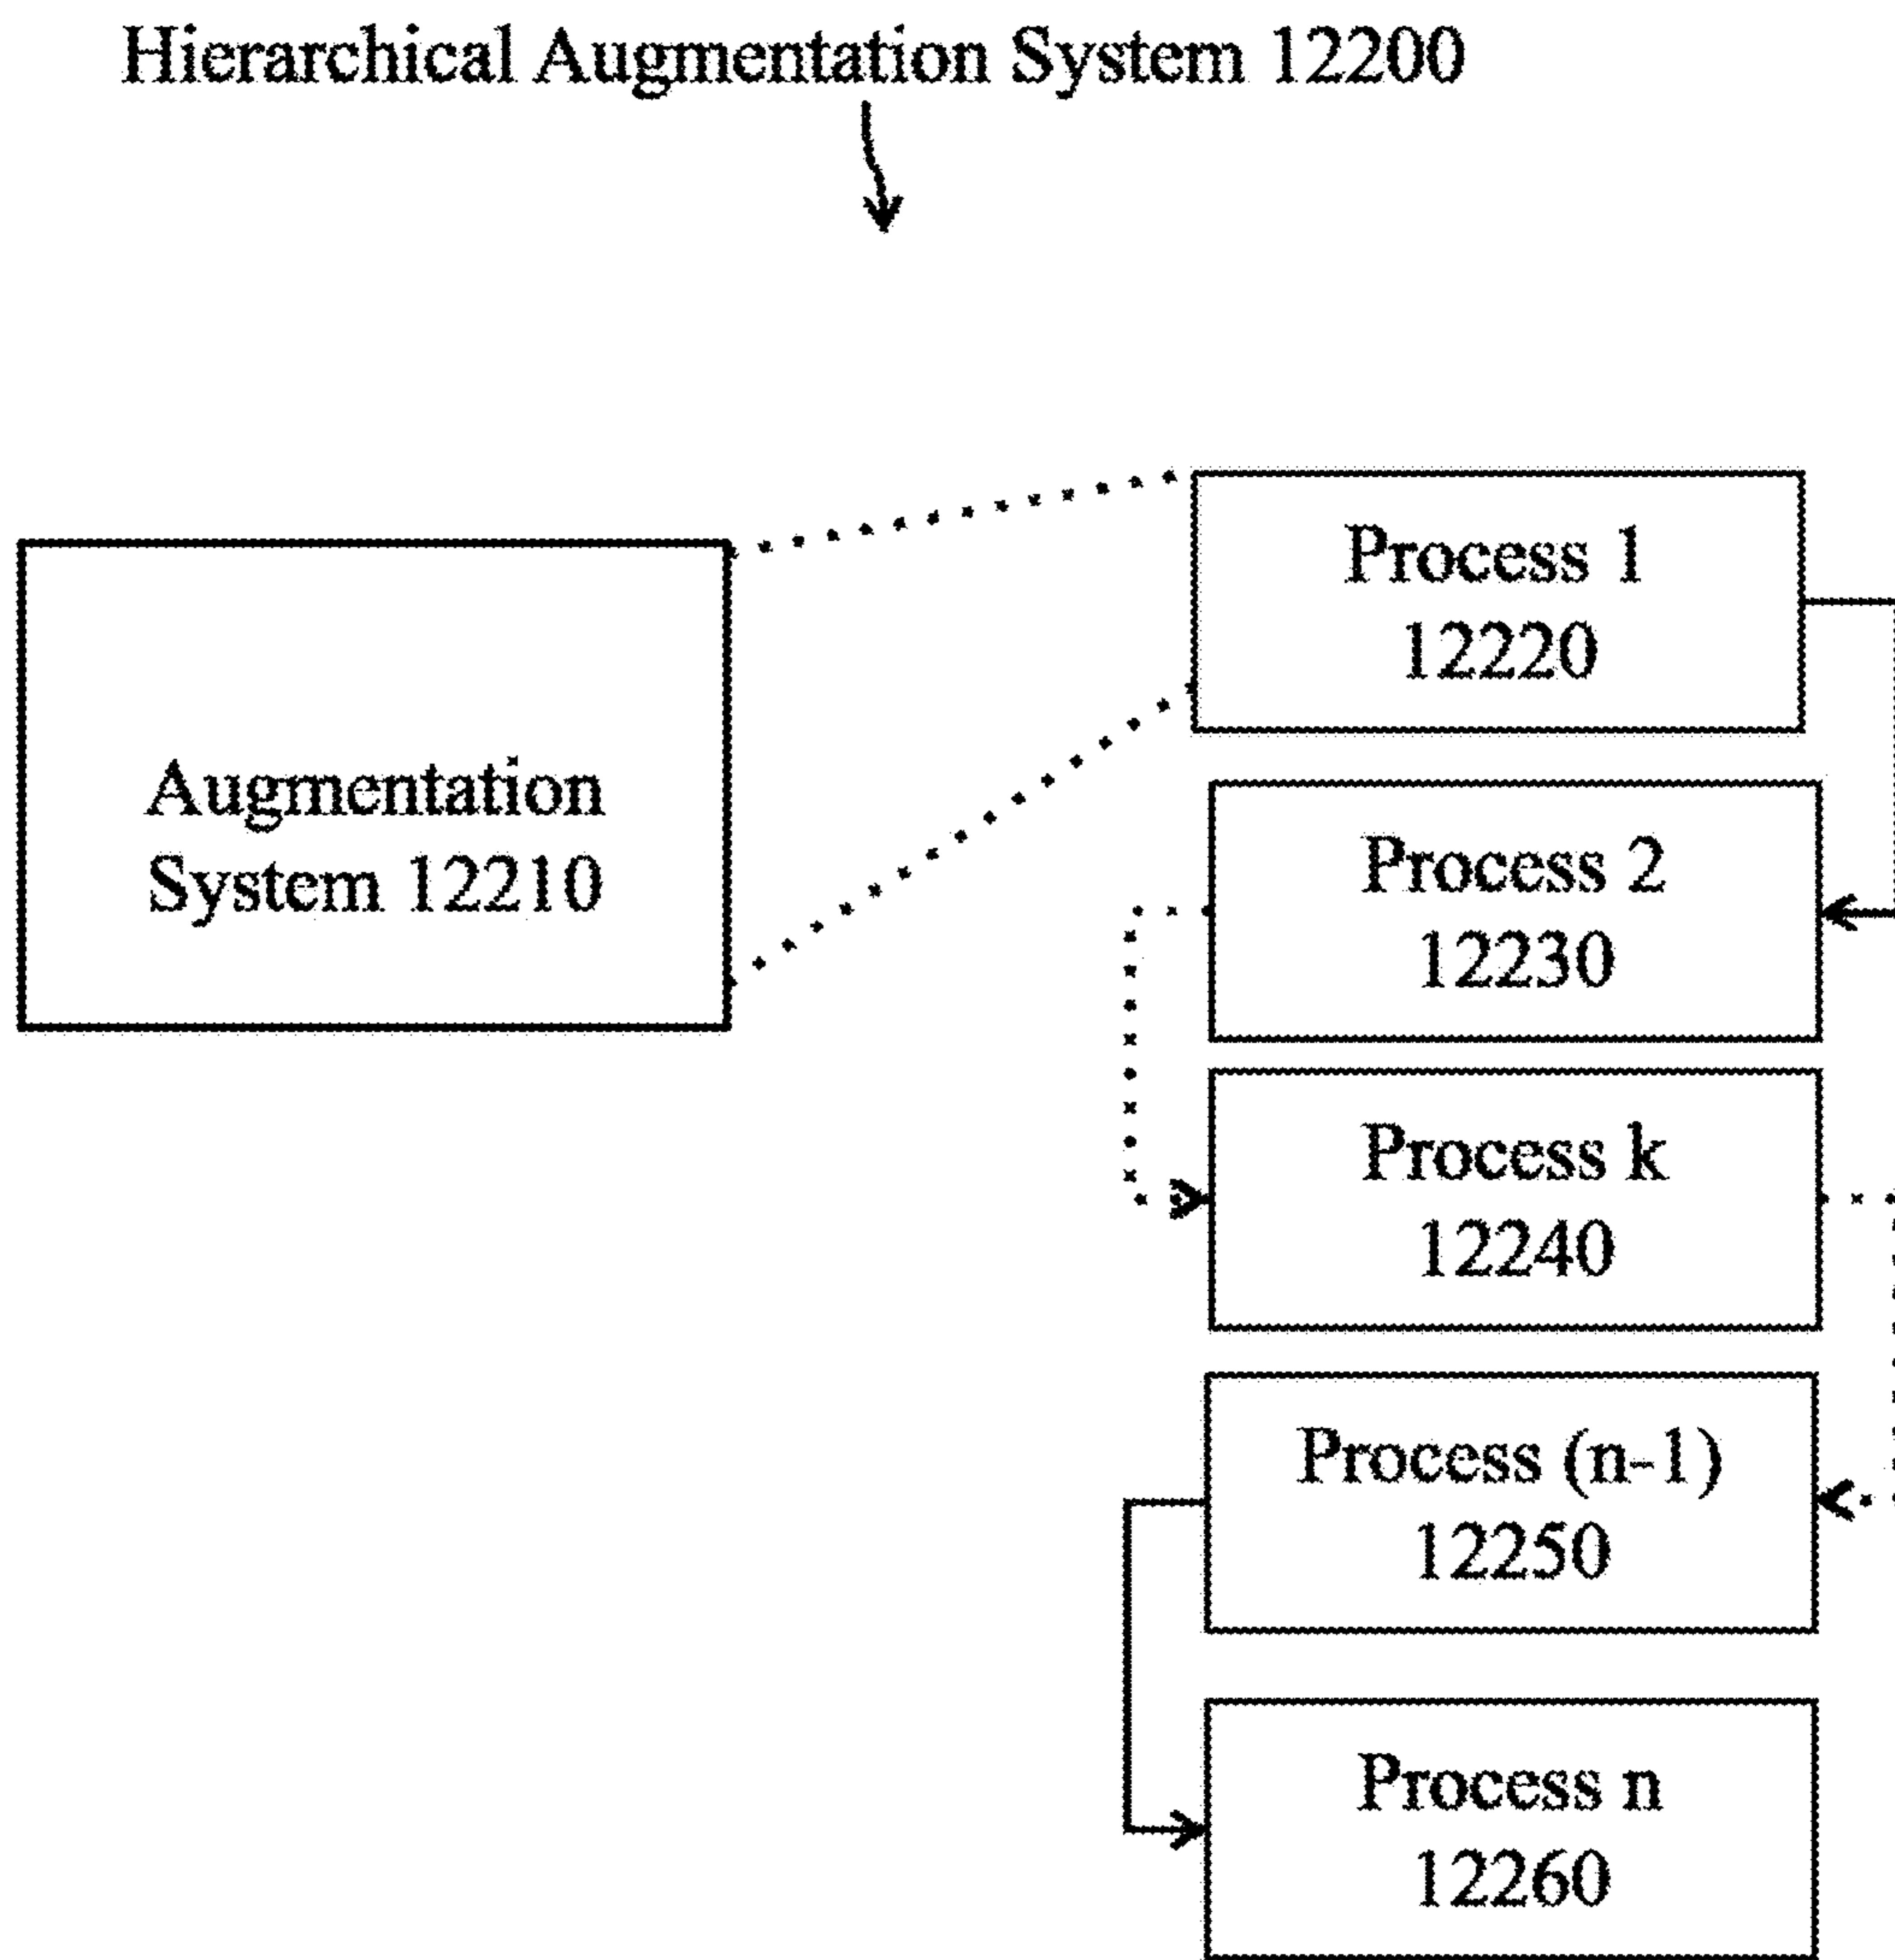 Hierarchical Augmentation System 12200
Process 1
12220
Augmentation
System 12210
Process 2
12230
Process k
12240
Process (n-1)
12250
Process n
12260